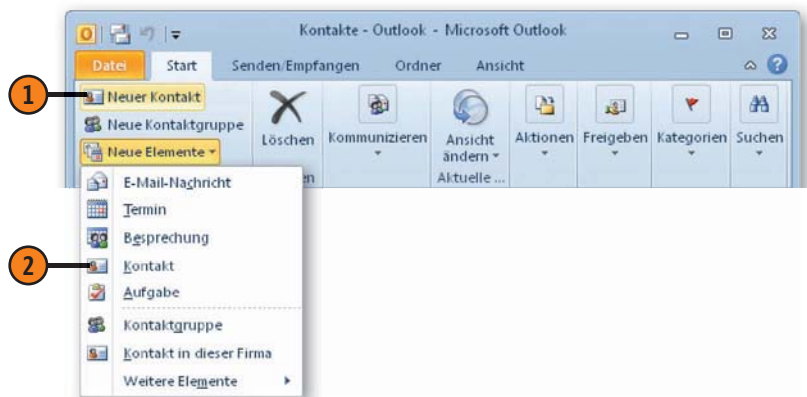 Kontakte - Outlook - Microsoft Outlook
Datei Start Senden/Empfangen Ordner Ansicht
1
Neuer Kontakt
Neue Kontaktgruppe
Neue Elemente
Löschen
Kommunizieren
Ansicht ändern
Aktionen
Freigeben
Kategorien
Suchen
en
Aktuelle ...
E-Mail-Nachricht
Termin
Besprechung
2
Kontakt
Aufgabe
Kontaktgruppe
Kontakt in dieser Firma
Weitere Elemente